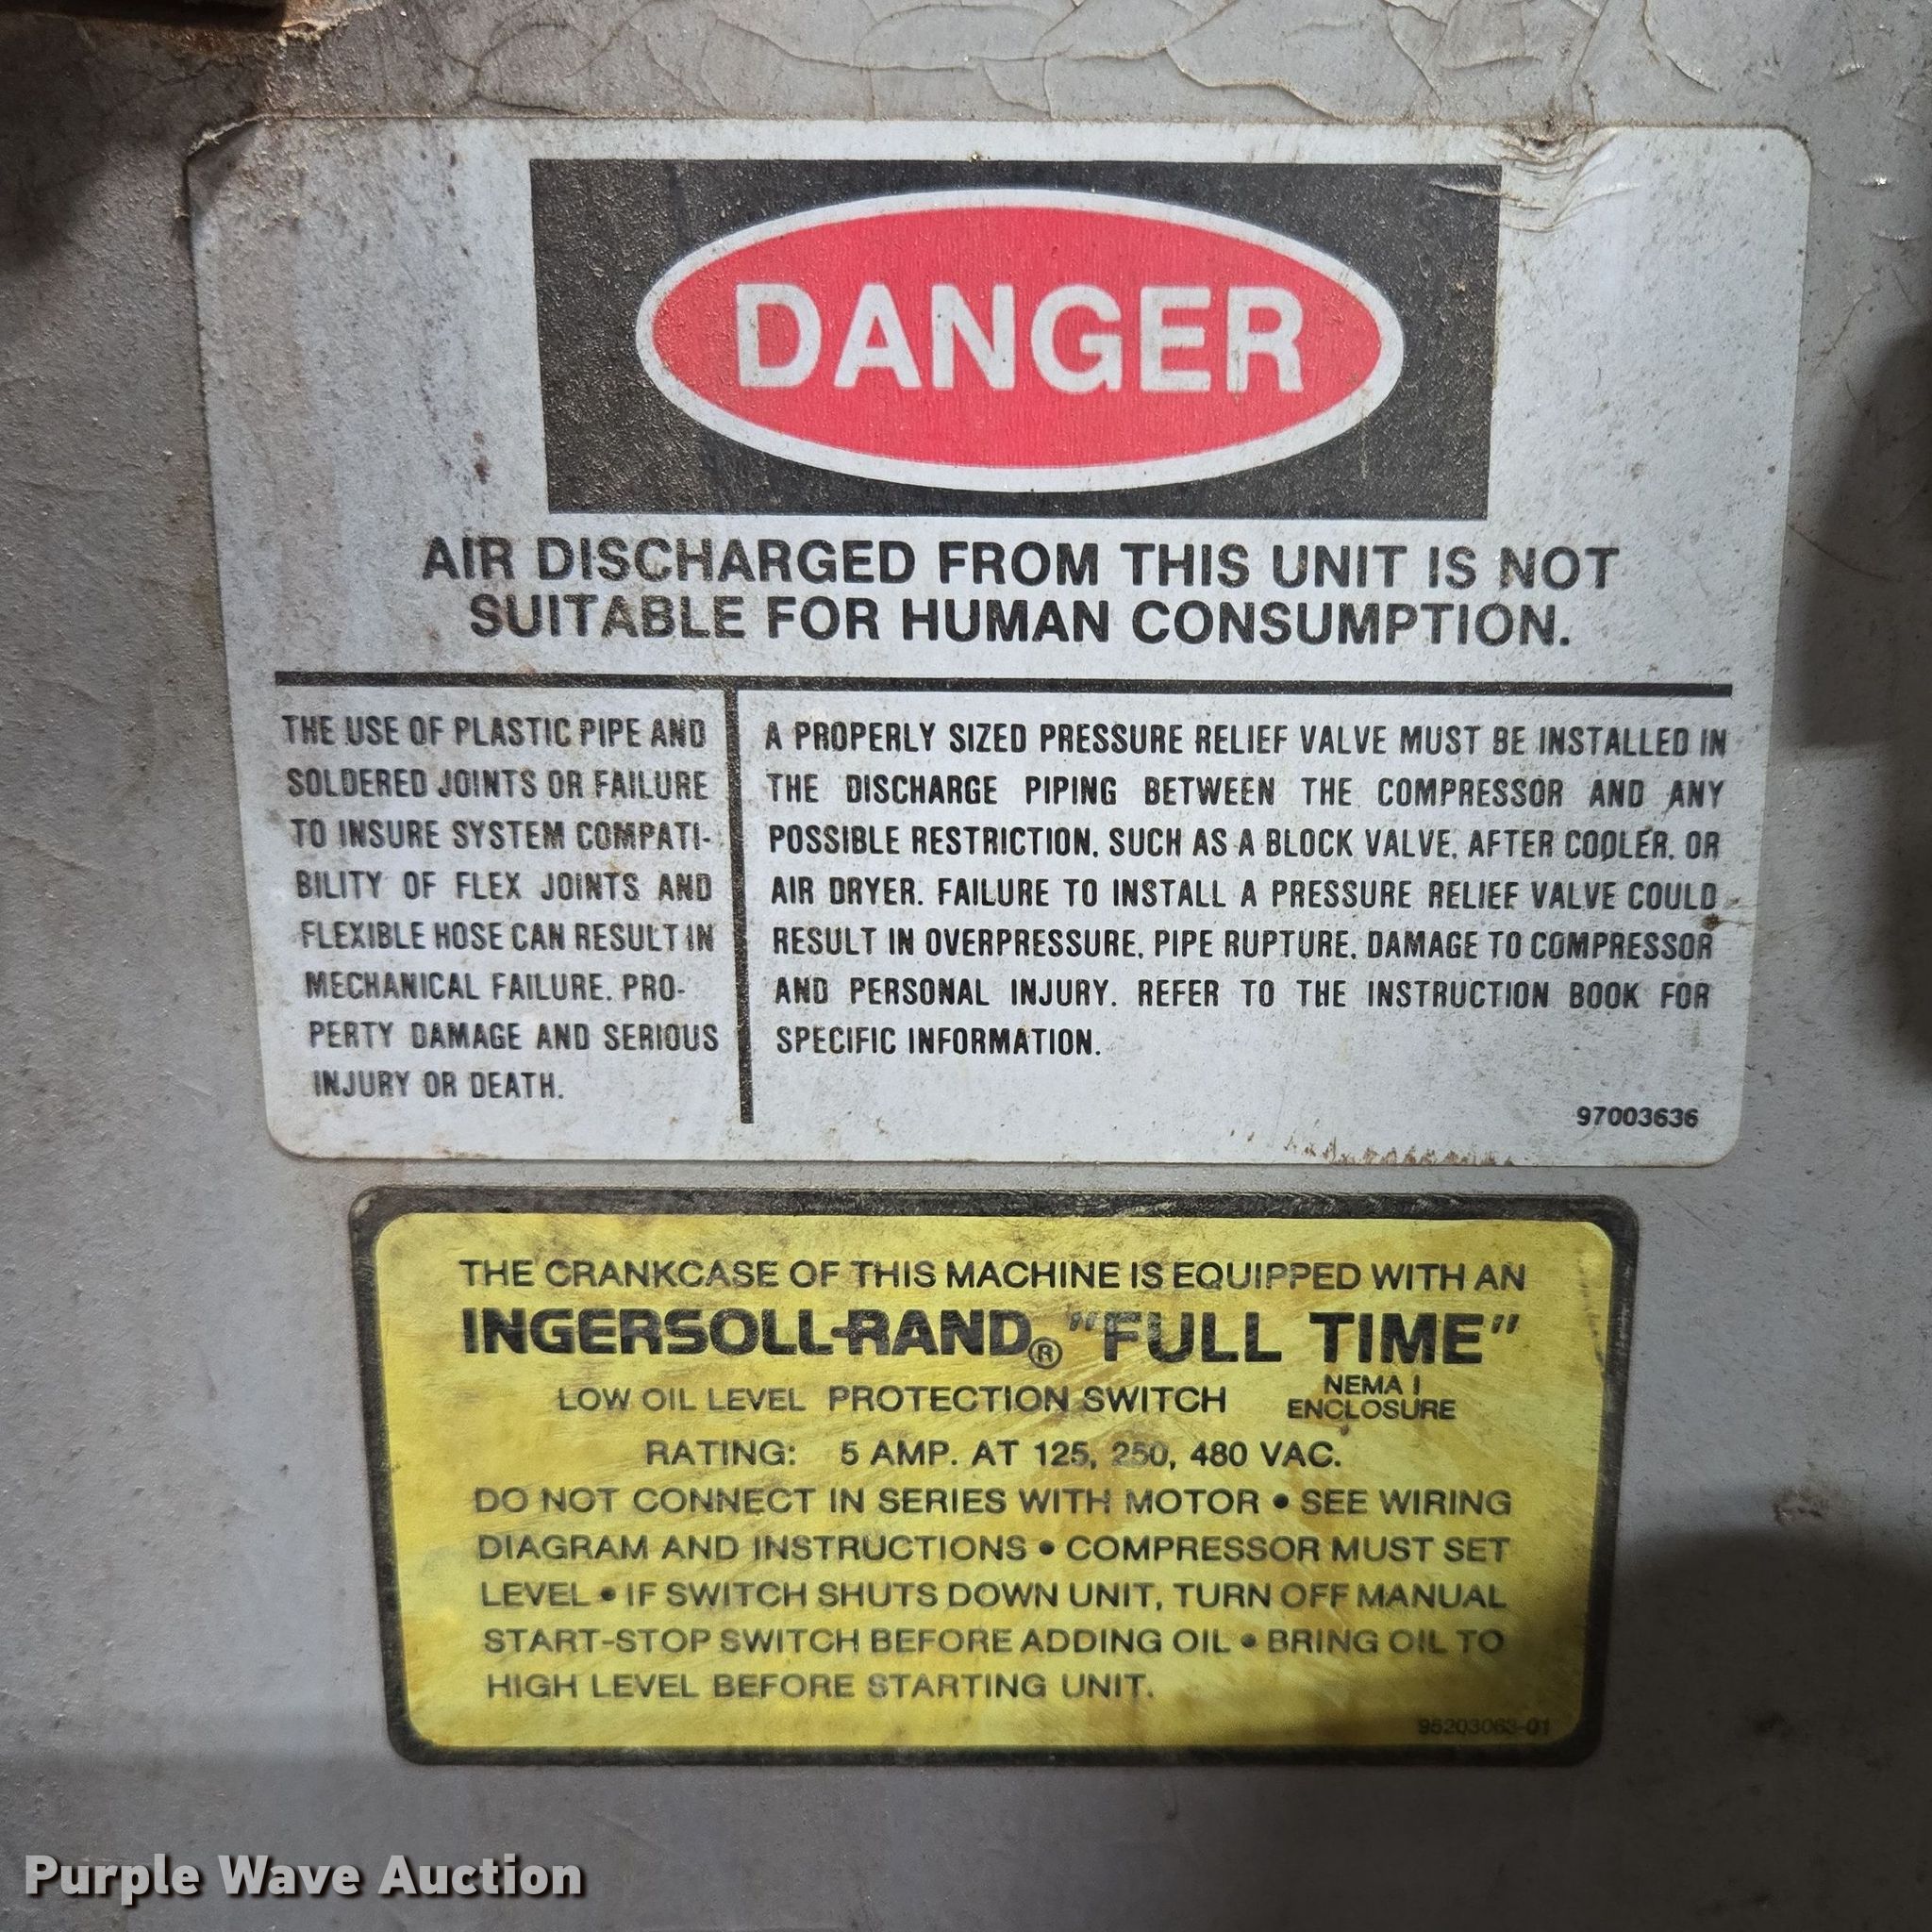 DANGER
AIR DISCHARGED FROM THIS UNIT IS NOT
SUITABLE FOR HUMAN CONSUMPTION.
THE USE OF PLASTIC PIPE AND
SOLDERED JOINTS OR FAILURE
TO INSURE SYSTEM COMPATI-
BILITY OF FLEX JOINTS AND
FLEXIBLE HOSE CAN RESULT IN
MECHANICAL FAILURE. PRO-
PERTY DAMAGE AND SERIOUS
INJURY OR DEATH.
A PROPERLY SIZED PRESSURE RELIEF VALVE MUST BE INSTALLED IN
THE DISCHARGE PIPING BETWEEN THE COMPRESSOR AND ANY
POSSIBLE RESTRICTION, SUCH AS A BLOCK VALVE, AFTER COOLER, OR
AIR DRYER. FAILURE TO INSTALL A PRESSURE RELIEF VALVE COULD
RESULT IN OVERPRESSURE, PIPE RUPTURE, DAMAGE TO COMPRESSOR
AND PERSONAL INJURY. REFER TO THE INSTRUCTION BOOK FOR
SPECIFIC INFORMATION.
97003636
THE CRANKCASE OF THIS MACHINE IS EQUIPPED WITH AN
INGERSOLL-RAND® "FULL TIME"
LOW OIL LEVEL PROTECTION SWITCH NEMA I
ENCLOSURE
RATING: 5 AMP. AT 125, 250, 480 VAC.
DO NOT CONNECT IN SERIES WITH MOTOR • SEE WIRING
DIAGRAM AND INSTRUCTIONS • COMPRESSOR MUST SET
LEVEL • IF SWITCH SHUTS DOWN UNIT, TURN OFF MANUAL
START-STOP SWITCH BEFORE ADDING OIL • BRING OIL TO
HIGH LEVEL BEFORE STARTING UNIT.
95203063-01
Purple Wave Auction